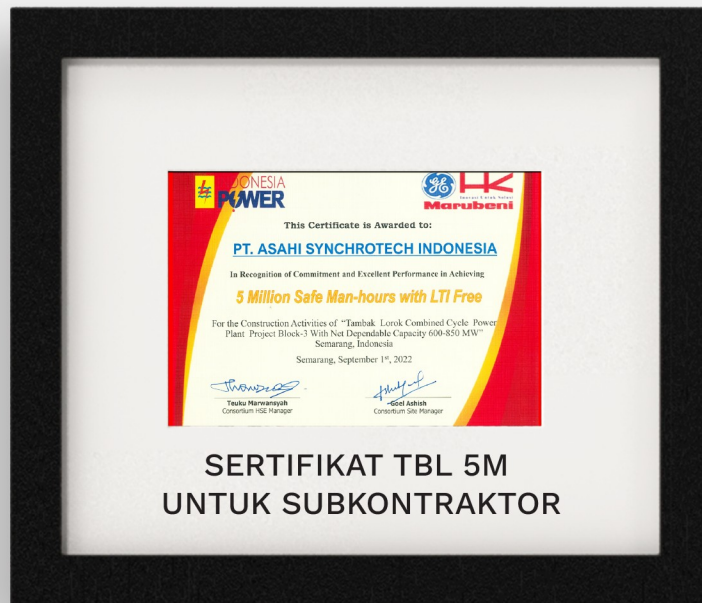 INDONESIA
POWER
GE
HK
Marubeni
This Certificate is Awarded to:
PT. ASAHI SYNCHROTECH INDONESIA
In Recognition of Commitment and Excellent Performance in Achieving
5 Million Safe Man-hours with LTI Free
For the Construction Activities of "Tambak Lorok Combined Cycle Power
Plant Project Block-3 With Net Dependable Capacity 600-850 MW"
Semarang, Indonesia
Semarang, September 1st, 2022
Teuku Marwansyah
Consortium HSE Manager
Goel Ashish
Consortium Site Manager
SERTIFIKAT TBL 5M
UNTUK SUBKONTRAKTOR